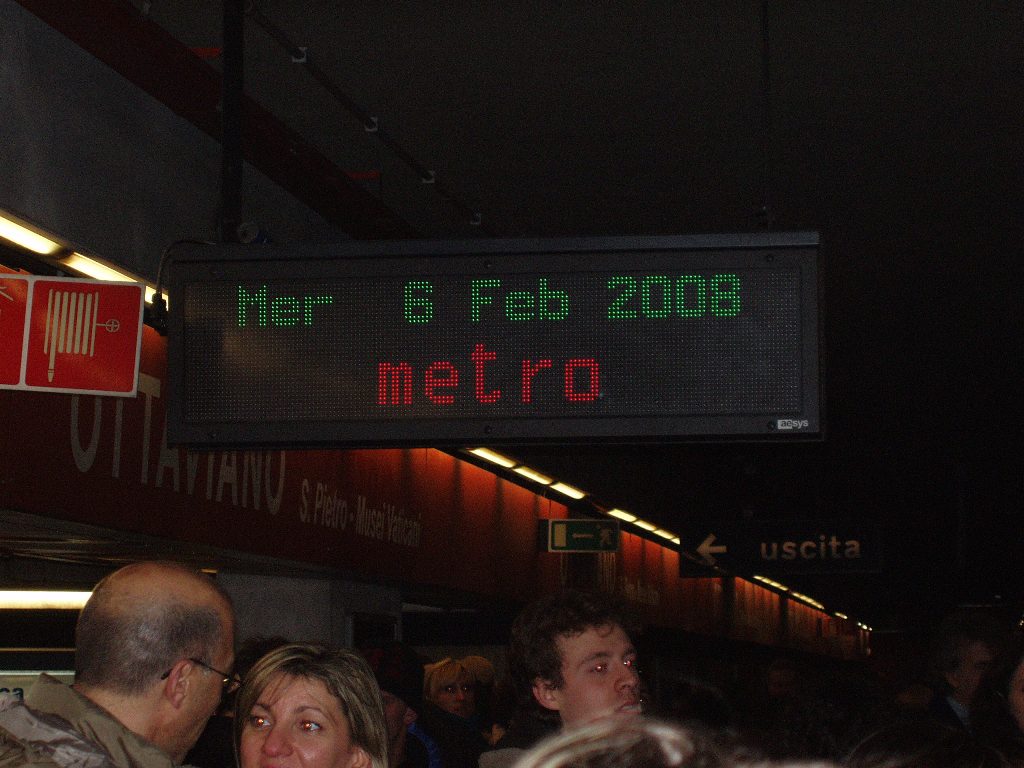 Mer 6 Feb 2008
metro
aesys
OTTAVIANO
S. Pietro - Musei Vaticani
uscita